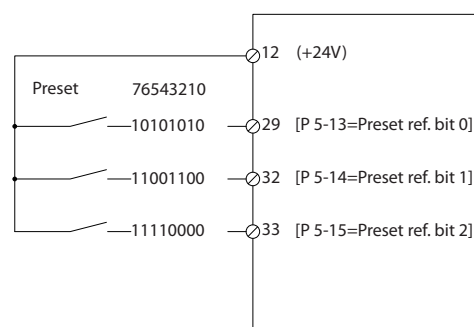 12 (+24V)
Preset 76543210
10101010 29 [P 5-13=Preset ref. bit 0]
11001100 32 [P 5-14=Preset ref. bit 1]
11110000 33 [P 5-15=Preset ref. bit 2]